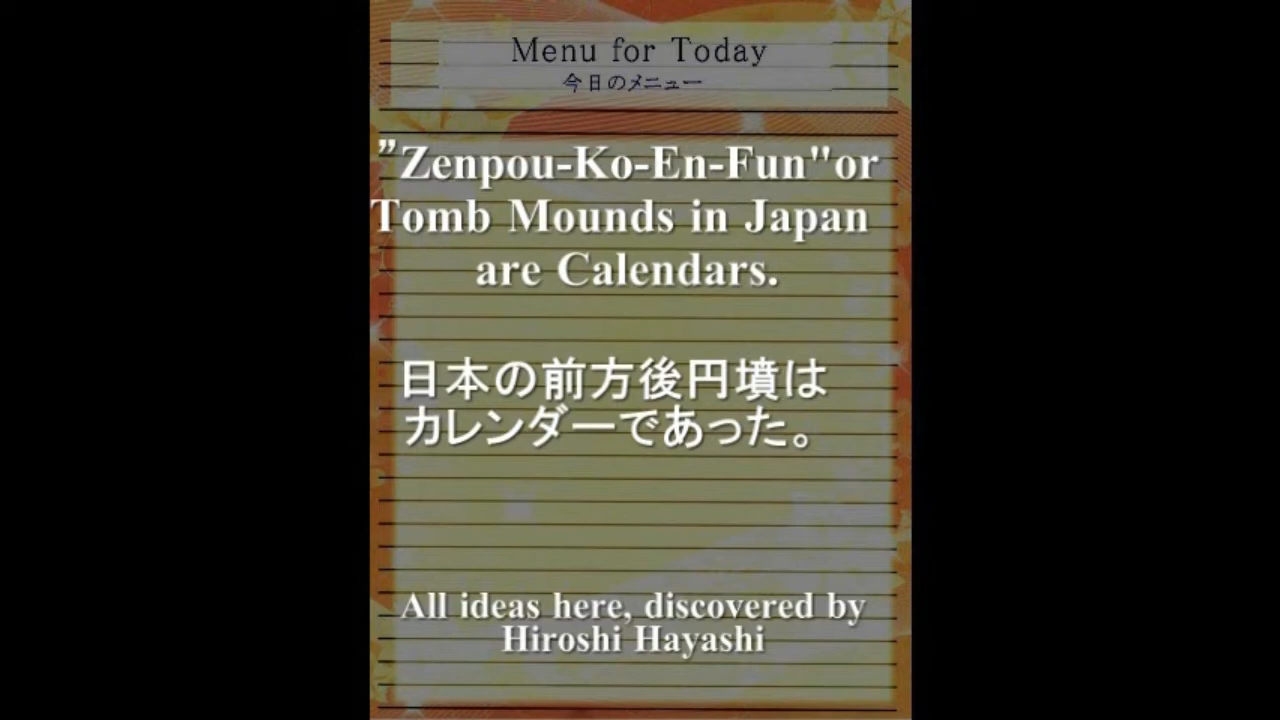 Menu for Today
今日のメニュー
”Zenpou-Ko-En-Fun"or
Tomb Mounds in Japan
are Calendars.
日本の前方後円墳は
カレンダーであった。
All ideas here, discovered by
Hiroshi Hayashi